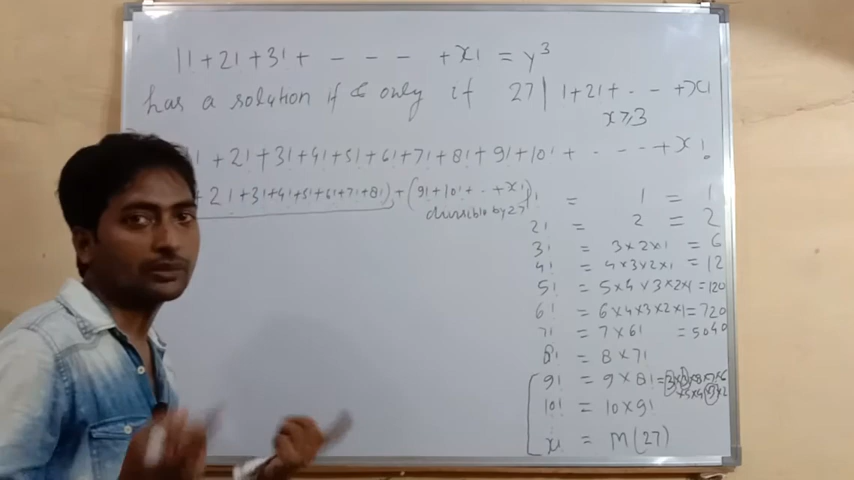 1! + 2! + 3! + - - - - + x! = y³
has a solution if & only if 27 | 1 + 2! + - - - + x!
x ≥ 3
! + 2! + 3! + 4! + 5! + 6! + 7! + 8! + 9! + 10! + - - - - + x!
+ 2! + 3! + 4! + 5! + 6! + 7! + 8!) + (9! + 10! + - - + x!)
divisible by 27
1! = 1 = 1
2! = 2 = 2
3! = 3×2×1 = 6
4! = 4×3×2×1 = 12
5! = 5×4×3×2×1 = 120
6! = 6×4×3×2×1 = 720
7! = 7×6! = 5040
8! = 8×7!
9! = 9×8! =
10! = 10×9!
x! = M(27)